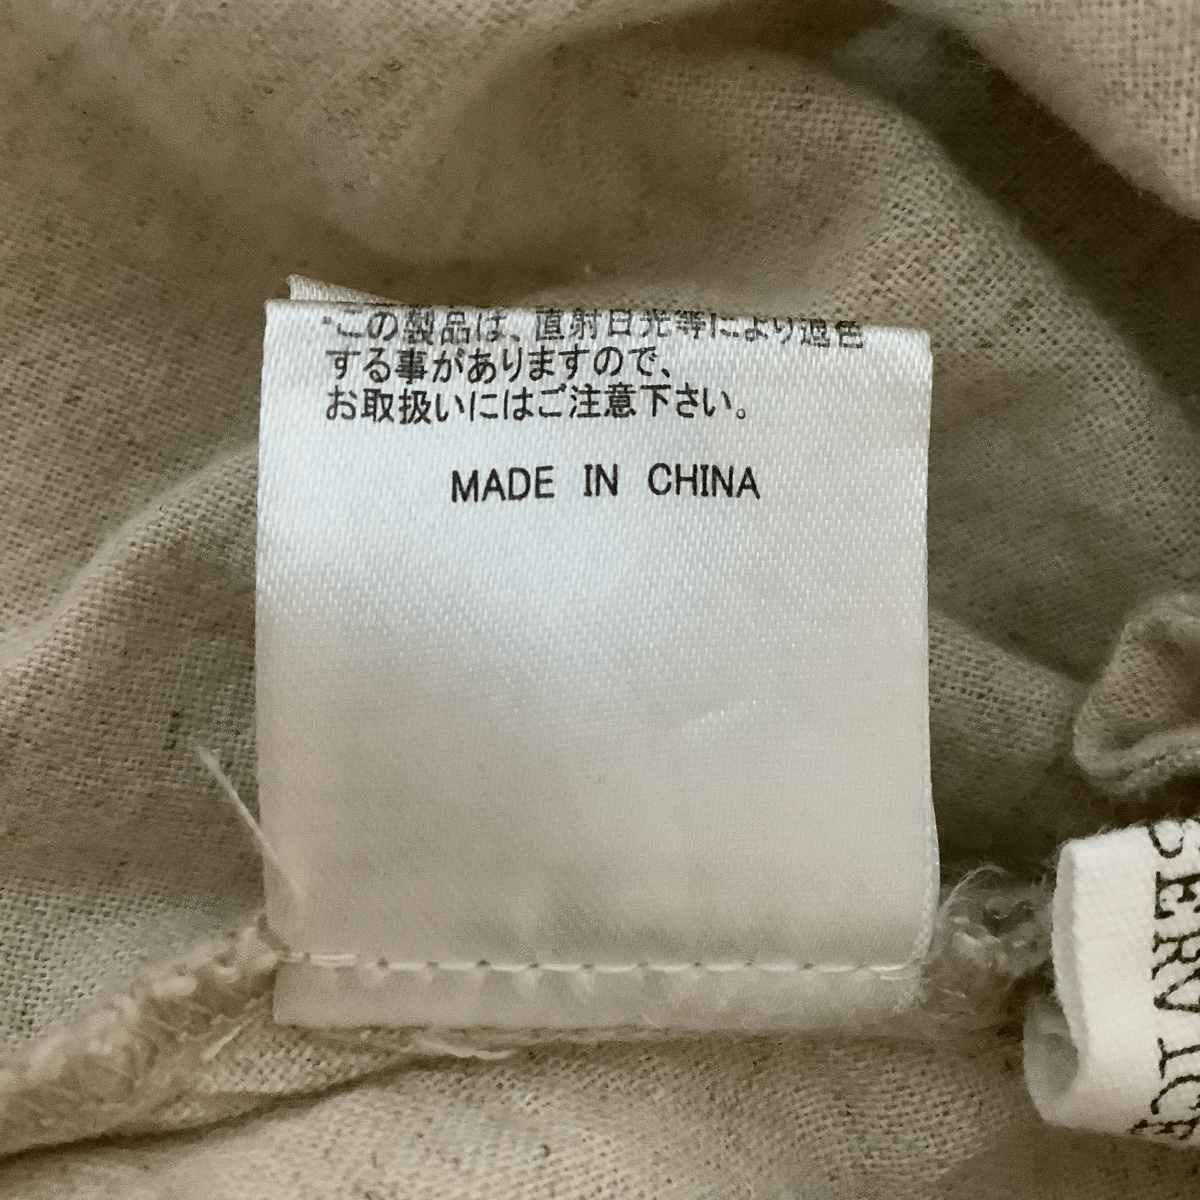 ・この製品は、直射日光等により退色
する事がありますので、
お取扱いにはご注意下さい。
MADE IN CHINA
SERVICE